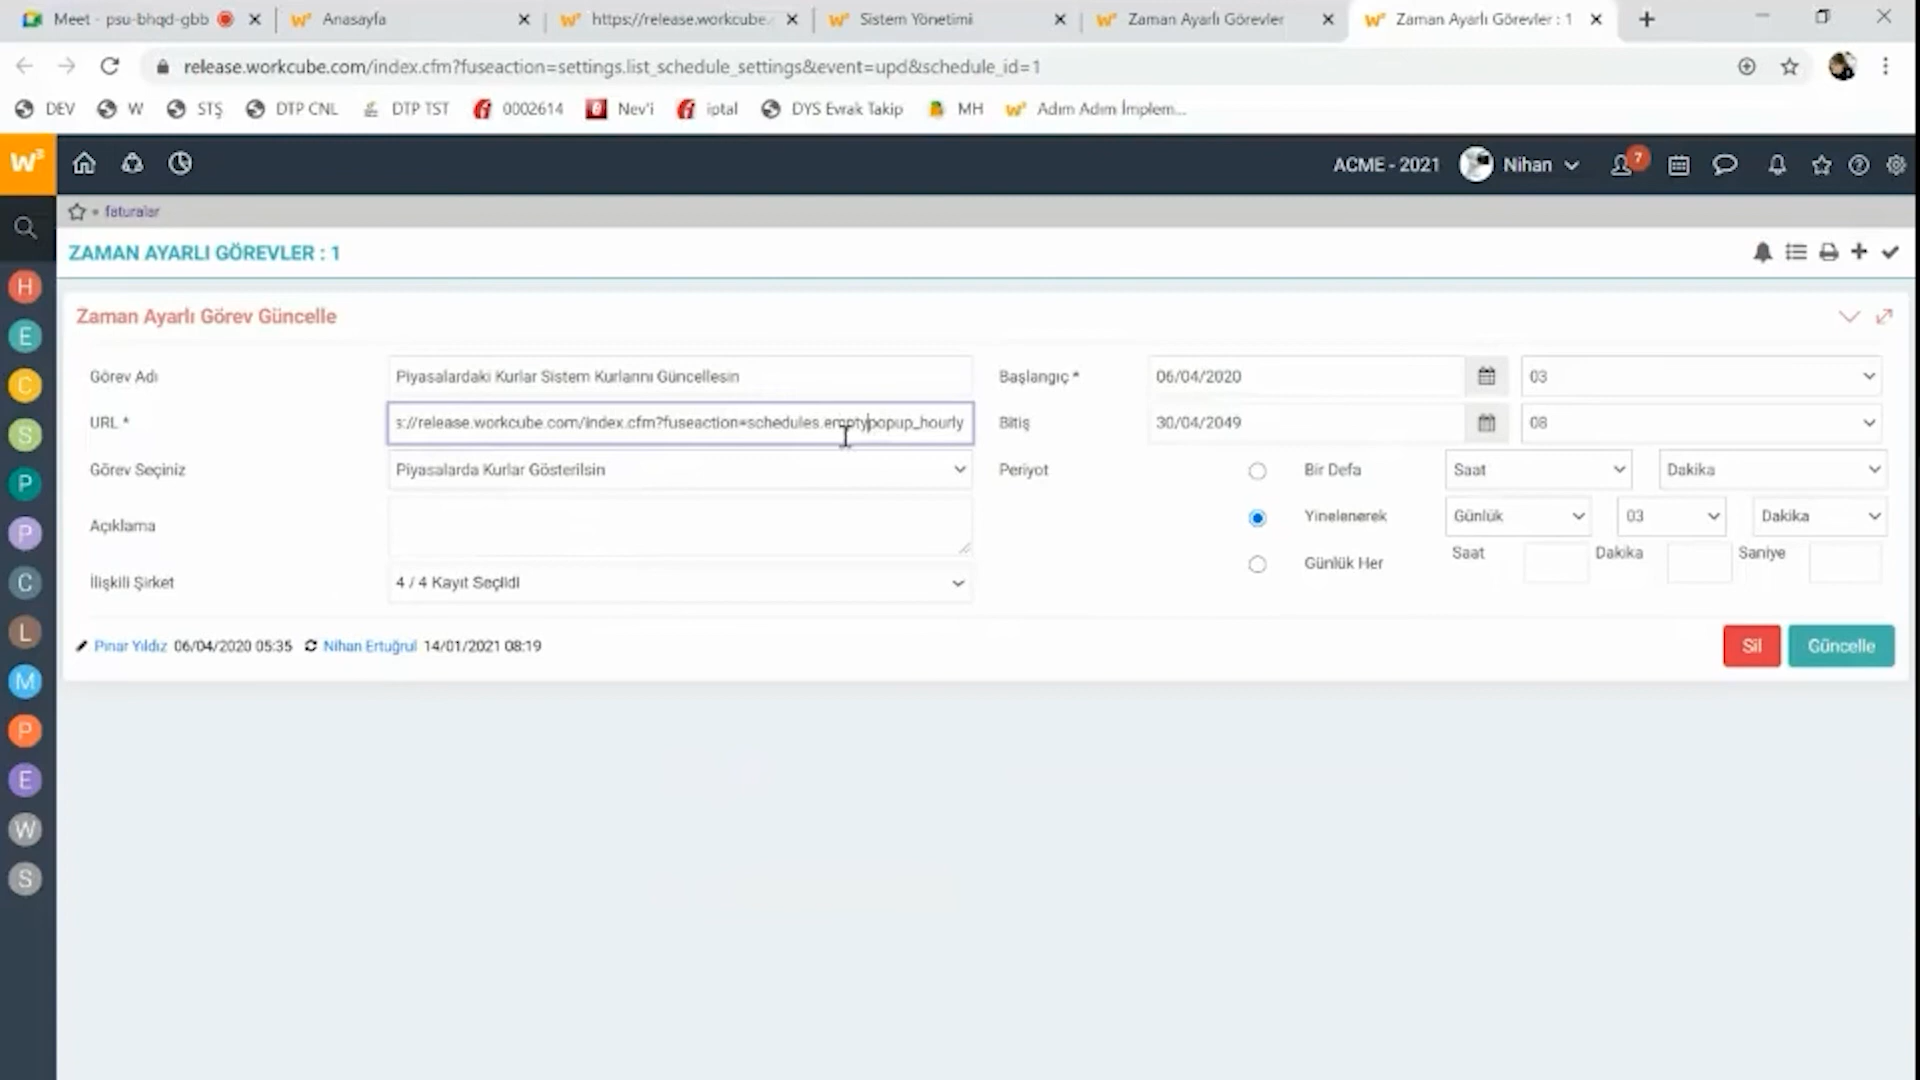 Meet - psu-bhqd-gbb
Anasayfa
https://release.workcube.
Sistem Yönetimi
Zaman Ayarlı Görevler
Zaman Ayarlı Görevler : 1
release.workcube.com/index.cfm?fuseaction=settings.list_schedule_settings&event=upd&schedule_id=1
DEV
W
STŞ
DTP CNL
DTP TST
0002614
Nev'i
iptal
DYS Evrak Takip
MH
Adım Adım İmplem...
W³
ACME - 2021
Nihan
7
faturalar
ZAMAN AYARLI GÖREVLER : 1
H
E
C
S
P
P
C
L
M
P
E
W
S
Zaman Ayarlı Görev Güncelle
Görev Adı
Piyasalardaki Kurlar Sistem Kurlarını Güncellesin
URL *
s://release.workcube.com/index.cfm?fuseaction=schedules.emptypopup_hourly
Görev Seçiniz
Piyasalarda Kurlar Gösterilsin
Açıklama
İlişkili Şirket
4 / 4 Kayıt Seçildi
Başlangıç *
06/04/2020
03
Bitiş
30/04/2049
08
Periyot
Bir Defa
Saat
Dakika
Yinelenerek
Günlük
03
Dakika
Günlük Her
Saat
Dakika
Saniye
Pınar Yıldız 06/04/2020 05:35 Nihan Ertuğrul 14/01/2021 08:19
Sil
Güncelle